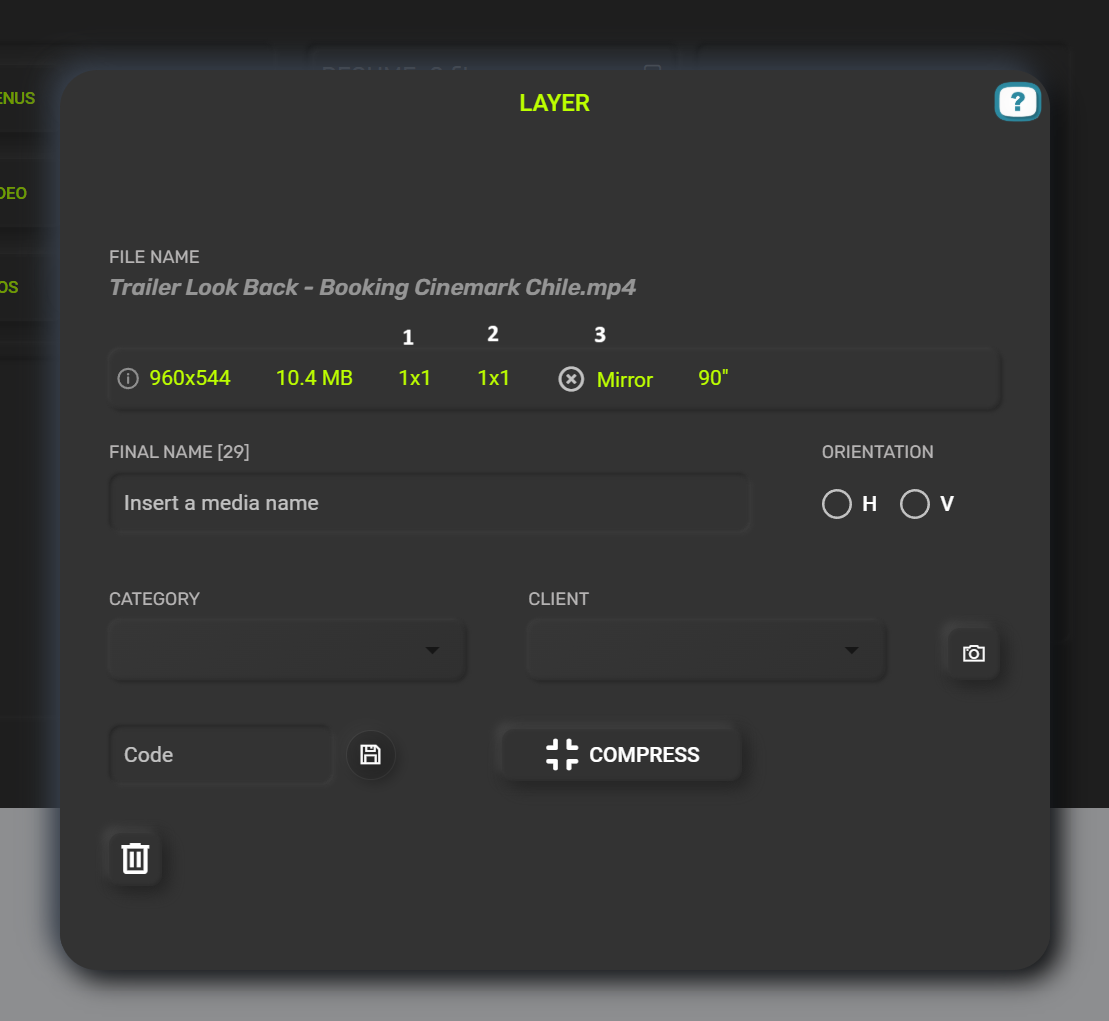 LAYER
?
ENUS
DEO
OS
FILE NAME
Trailer Look Back - Booking Cinemark Chile.mp4
1 2 3
960x544 10.4 MB 1x1 1x1 Mirror 90"
FINAL NAME [29] ORIENTATION
Insert a media name H V
CATEGORY CLIENT
Code COMPRESS